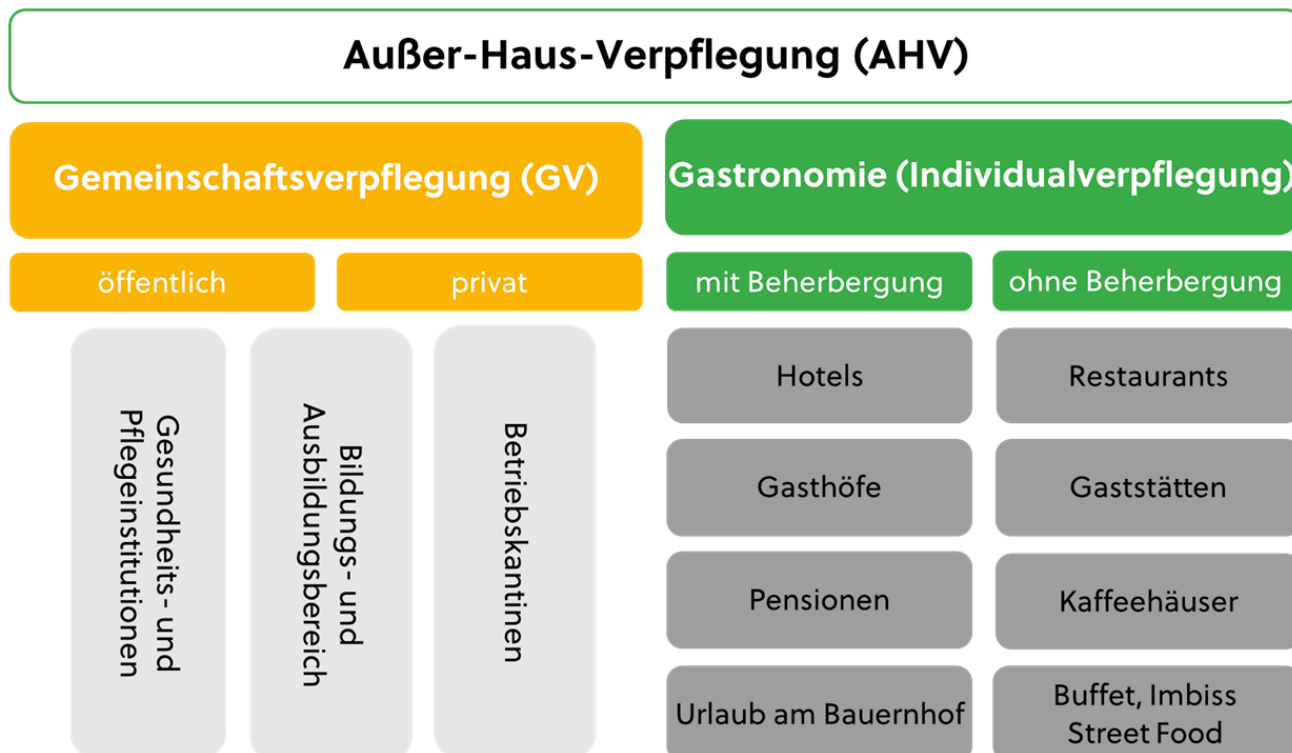 Außer-Haus-Verpflegung (AHV)
Gemeinschaftsverpflegung (GV)
Gastronomie (Individualverpflegung)
öffentlich
privat
mit Beherbergung
ohne Beherbergung
Gesundheits- und
Pflegeinstitutionen
Bildungs- und
Ausbildungsbereich
Betriebskantinen
Hotels
Restaurants
Gasthöfe
Gaststätten
Pensionen
Kaffeehäuser
Urlaub am Bauernhof
Buffet, Imbiss
Street Food